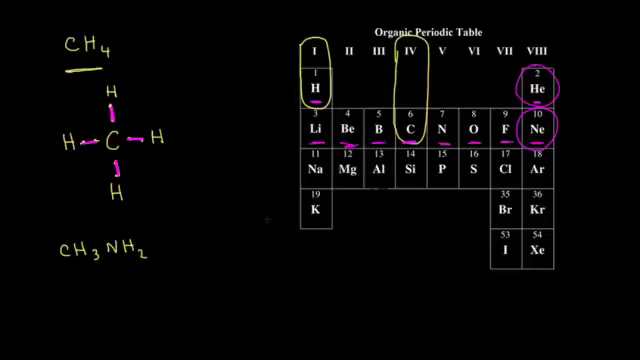 CH4
H
H C H
H
CH3NH2
Organic Periodic Table
I II III IV V VI VII VIII
1 2
H He
3 4 5 6 7 8 9 10
Li Be B C N O F Ne
11 12 13 14 15 16 17 18
Na Mg Al Si P S Cl Ar
19 35 36
K Br Kr
53 54
I Xe